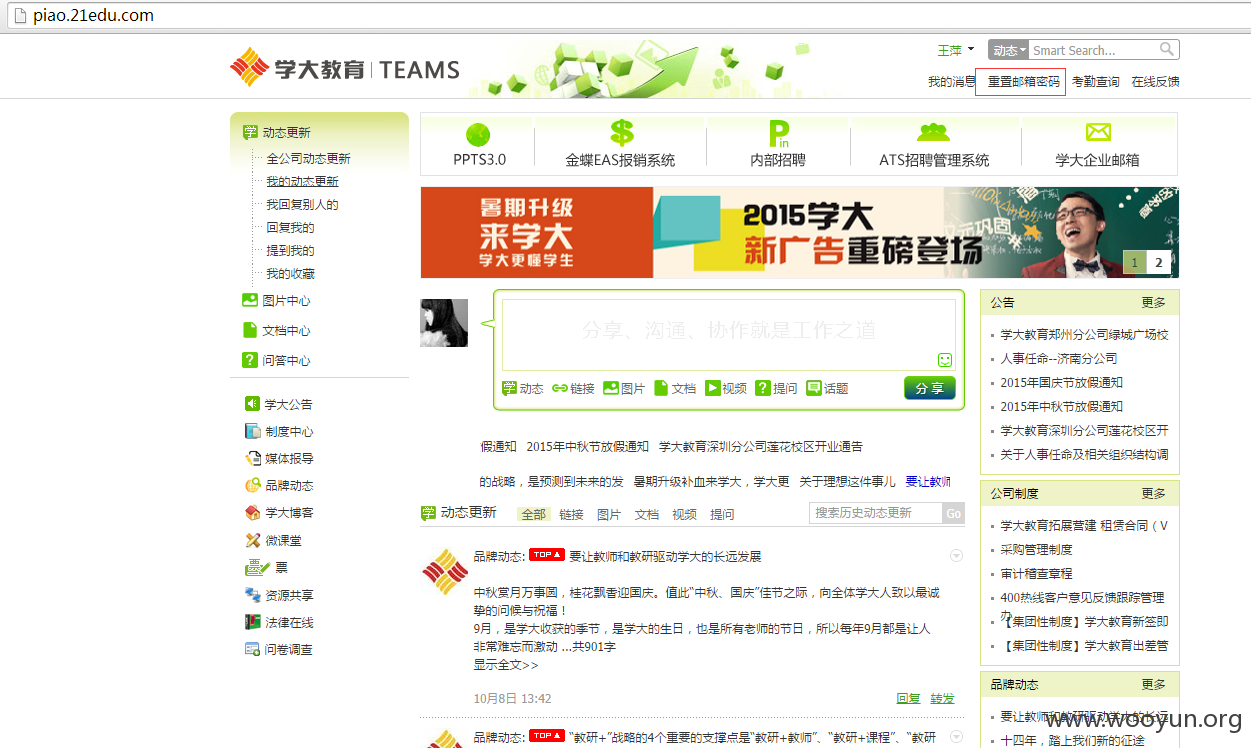 piao.21edu.com
学大教育 | TEAMS
王萍
动态 Smart Search...
我的消息 重置邮箱密码 考勤查询 在线反馈
动态更新
全公司动态更新
我的动态更新
我回复别人的
回复我的
提到我的
我的收藏
图片中心
文档中心
问答中心
学大公告
制度中心
媒体报导
品牌动态
学大博客
微课堂
票
资源共享
法律在线
问卷调查
PPTS3.0 金蝶EAS报销系统 内部招聘 ATS招聘管理系统 学大企业邮箱
暑期升级
来学大
学大更懂学生
2015学大
新广告重磅登场
1 2
分享、沟通、协作就是工作之道
动态 链接 图片 文档 视频 提问 话题 分享
假通知 2015年中秋节放假通知 学大教育深圳分公司莲花校区开业通告
的战略，是预测到未来的发 暑期升级补血来学大，学大更 关于理想这件事儿 要让教师
动态更新 全部 链接 图片 文档 视频 提问 搜索历史动态更新 Go
品牌动态: TOP 要让教师和教研驱动学大的长远发展
中秋赏月万事圆，桂花飘香迎国庆。值此“中秋、国庆”佳节之际，向全体学大人致以最诚
挚的问候与祝福！
9月，是学大收获的季节，是学大的生日，也是所有老师的节日，所以每年9月都是让人
非常难忘而激动 ...共901字
显示全文>>
10月8日 13:42 回复 转发
品牌动态: TOP “教研+”战略的4个重要的支撑点是“教研+教师”、“教研+课程”、“教研
公告 更多
学大教育郑州分公司绿城广场校
人事任命--济南分公司
2015年国庆节放假通知
2015年中秋节放假通知
学大教育深圳分公司莲花校区开
关于人事任命及相关组织结构调
公司制度 更多
学大教育拓展营建 租赁合同（V
采购管理制度
审计稽查章程
400热线客户意见反馈跟踪管理
办
【集团性制度】学大教育新签即
【集团性制度】学大教育出差管
品牌动态 更多
要让教师和教研驱动学大的长远
十四年，踏上我们新的征途
www.wooyun.org